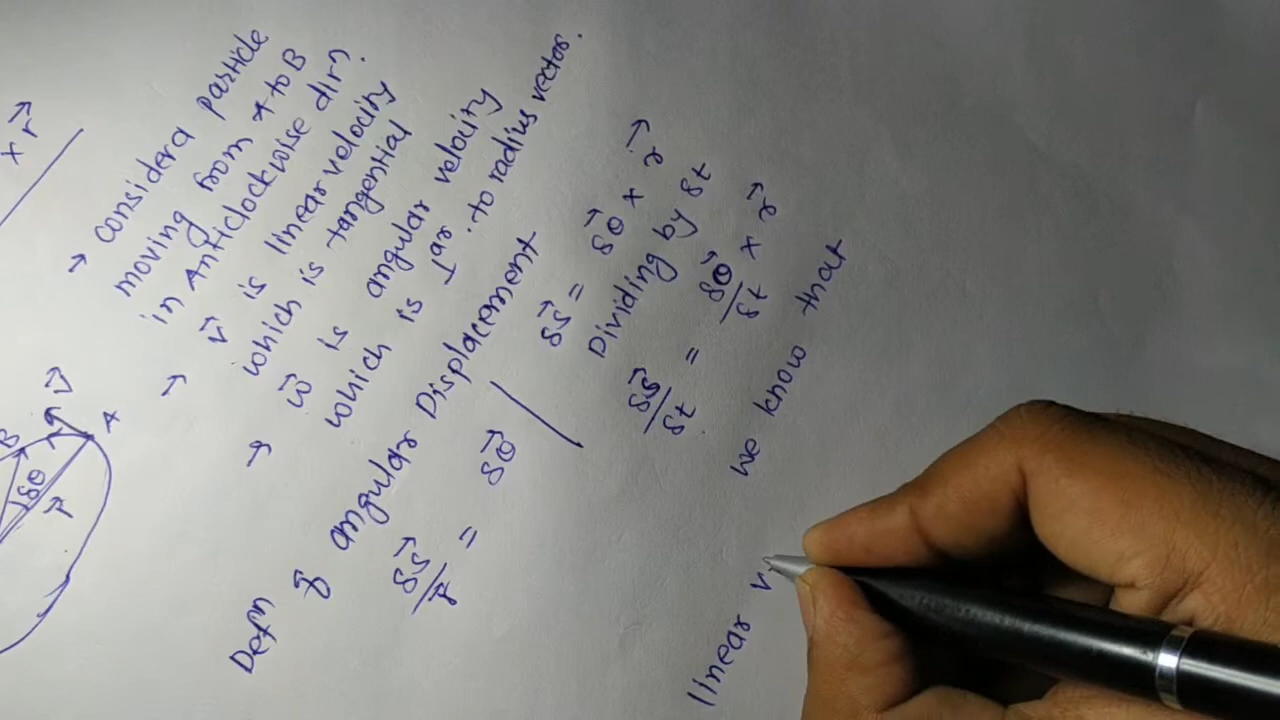 × r→
→ considera particle
moving from A to B
in Anticlockwise dirn.
→ v→ is linear velocity
which is tangential
→ ω→ is angular velocity
which is ⊥ar. to radius vector.
B
v→
A
δθ
r→
Defn of angular Displacement
δs→/r = δθ→ / δs→ = δθ→ × r→
Dividing by δt
δs→/δt = δθ→/δt × r→
we know that
linear v